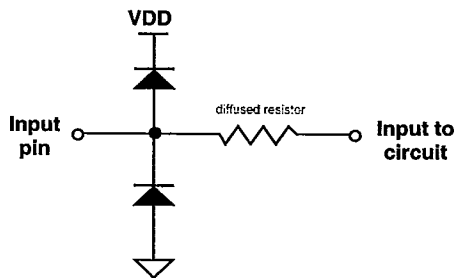 VDD
diffused resistor
Input
pin
Input to
circuit